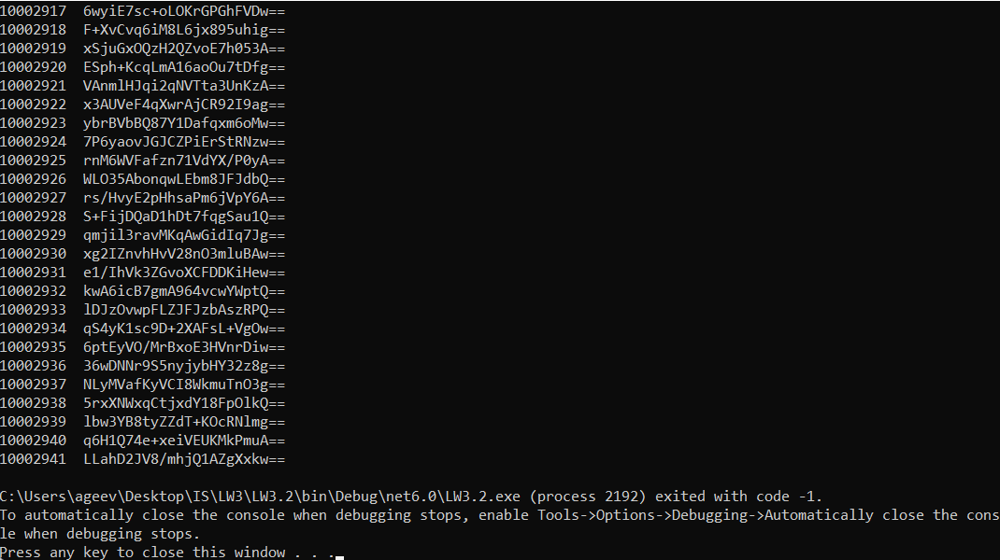 10002917  6wyiE7sc+oLOKrGPGhFVDw==
10002918  F+XvCvq6iM8L6jx895uhig==
10002919  xSjuGxOQzH2QZvoE7h053A==
10002920  ESph+KcqLmA16aoOu7tDfg==
10002921  VAnmlHJqi2qNVTta3UnKzA==
10002922  x3AUVeF4qXwrAjCR92I9ag==
10002923  ybrBVbBQ87Y1Dafqxm6oMw==
10002924  7P6yaovJGJCZPiErStRNzw==
10002925  rnM6WVFafzn71VdYX/P0yA==
10002926  WLO35AbonqwLEbm8JFJdbQ==
10002927  rs/HvyE2pHhsaPm6jVpY6A==
10002928  S+FijDQaD1hDt7fqgSau1Q==
10002929  qmjil3ravMKqAwGidIq7Jg==
10002930  xg2IZnvhHvV28nO3mluBAw==
10002931  e1/IhVk3ZGvoXCFDDKiHew==
10002932  kwA6icB7gmA964vcwYWptQ==
10002933  lDJzOvwpFLZJFJzbAszRPQ==
10002934  qS4yK1sc9D+2XAFsL+VgOw==
10002935  6ptEyVO/MrBxoE3HVnrDiw==
10002936  36wDNNr9S5nyjybHY32z8g==
10002937  NLyMVafKyVCI8WkmuTnO3g==
10002938  5rxXNWxqCtjxdY18FpOlkQ==
10002939  lbw3YB8tyZZdT+KOcRNlmg==
10002940  q6H1Q74e+xeiVEUKMkPmuA==
10002941  LLahD2JV8/mhjQ1AZgXxkw==
C:\Users\ageev\Desktop\IS\LW3\LW3.2\bin\Debug\net6.0\LW3.2.exe (process 2192) exited with code -1.
To automatically close the console when debugging stops, enable Tools->Options->Debugging->Automatically close the cons
le when debugging stops.
Press any key to close this window . . .